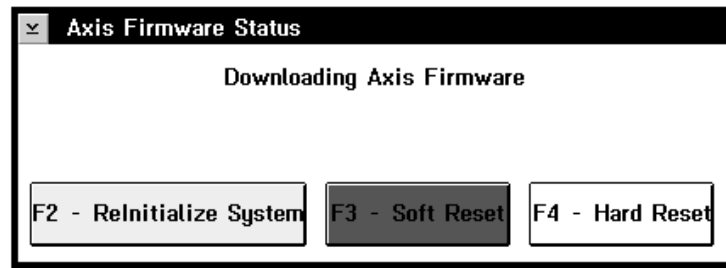 Axis Firmware Status
Downloading Axis Firmware
F2 - ReInitialize System F3 - Soft Reset F4 - Hard Reset